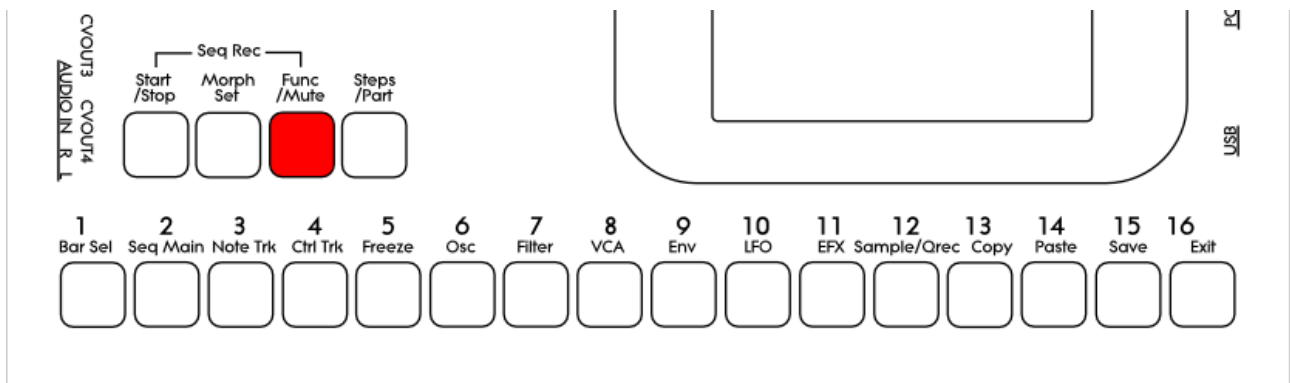 CVOUT3
CVOUT4
AUDIO IN R L
Seq Rec
Start Morph Func Steps
/Stop Set /Mute /Part
USB
1 2 3 4 5 6 7 8 9 10 11 12 13 14 15 16
Bar Sel Seq Main Note Trk Ctrl Trk Freeze Osc Filter VCA Env LFO EFX Sample/Qrec Copy Paste Save Exit